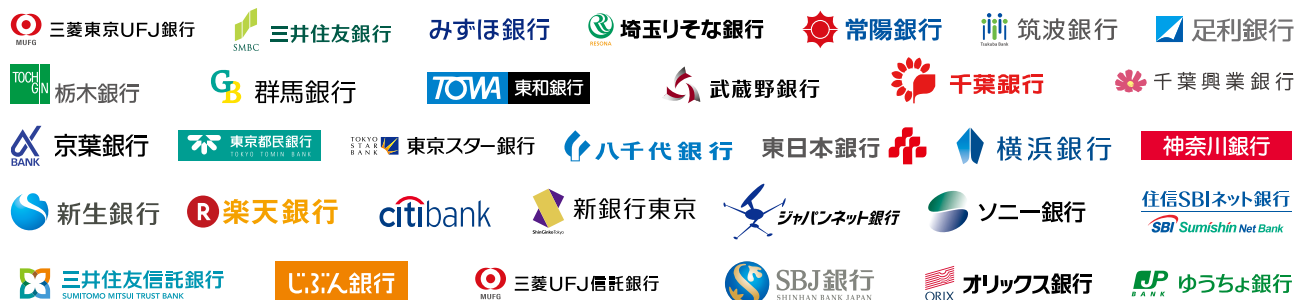 MUFG 三菱東京UFJ銀行
SMBC 三井住友銀行
みずほ銀行
RESONA 埼玉りそな銀行
常陽銀行
Tsukuba Bank 筑波銀行
足利銀行
TOCHGIN 栃木銀行
GB 群馬銀行
TOWA 東和銀行
武蔵野銀行
千葉銀行
千葉興業銀行
αBANK 京葉銀行
東京都民銀行
TOKYO TOMIN BANK
TOKYO STAR BANK 東京スター銀行
八千代銀行
東日本銀行
横浜銀行
神奈川銀行
新生銀行
R 楽天銀行
citibank
ShinGinkoTokyo 新銀行東京
ジャパンネット銀行
ソニー銀行
住信SBIネット銀行
SBI Sumishin Net Bank
三井住友信託銀行
SUMITOMO MITSUI TRUST BANK
じぶん銀行
MUFG 三菱UFJ信託銀行
SBJ銀行
SHINHAN BANK JAPAN
ORIX オリックス銀行
JP BANK ゆうちょ銀行